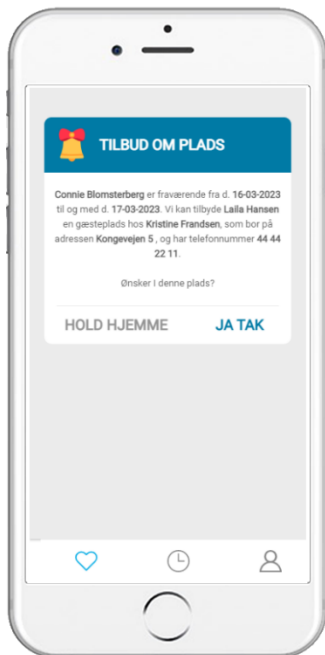 TILBUD OM PLADS
Connie Blomsterberg er fraværende fra d. 16-03-2023
til og med d. 17-03-2023. Vi kan tilbyde Laila Hansen
en gæsteplads hos Kristine Frandsen, som bor på
adressen Kongevejen 5 , og har telefonnummer 44 44
22 11.
Ønsker I denne plads?
HOLD HJEMME JA TAK